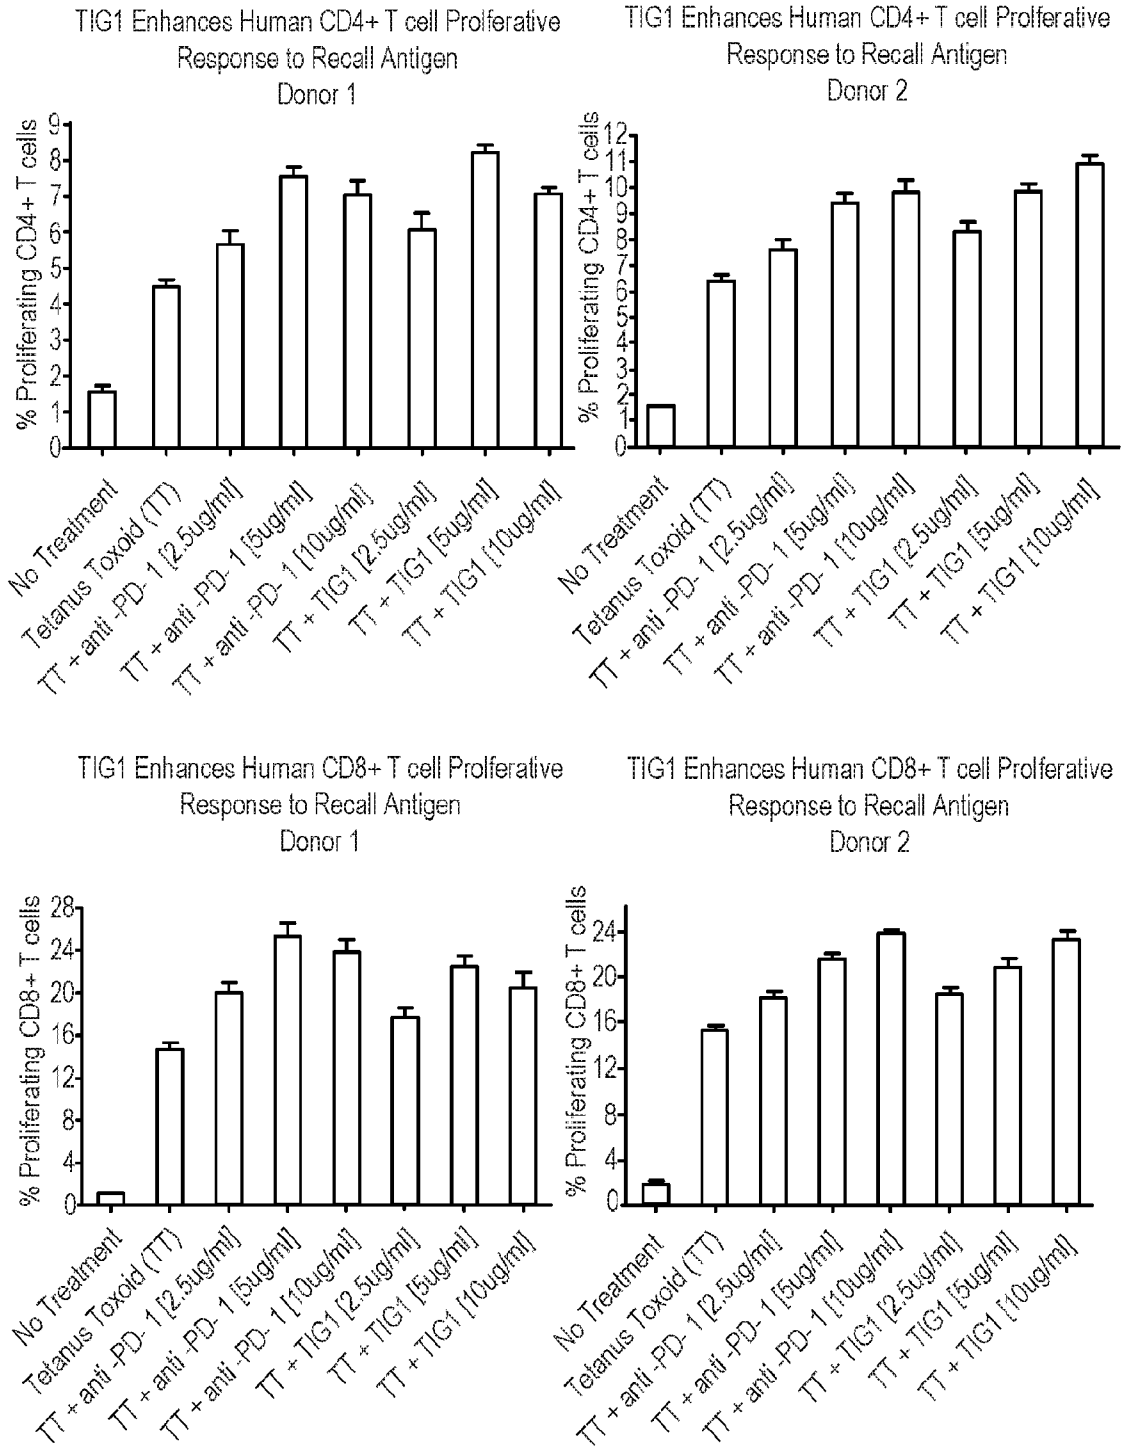 TIG1 Enhances Human CD4+ T cell Proliferative
Response to Recall Antigen
Donor 1
% Proliferating CD4+ T cells
9
8
7
6
5
4
3
2
1
0
No Treatment
Tetanus Toxoid (TT)
TT + anti -PD- 1 [2.5ug/ml]
TT + anti -PD- 1 [5ug/ml]
TT + anti -PD- 1 [10ug/ml]
TT + TIG1 [2.5ug/ml]
TT + TIG1 [5ug/ml]
TT + TIG1 [10ug/ml]
TIG1 Enhances Human CD4+ T cell Proliferative
Response to Recall Antigen
Donor 2
% Proliferating CD4+ T cells
12
11
10
9
8
7
6
5
4
3
2
1
0
No Treatment
Tetanus Toxoid (TT)
TT + anti -PD- 1 [2.5ug/ml]
TT + anti -PD- 1 [5ug/ml]
TT + anti -PD- 1 [10ug/ml]
TT + TIG1 [2.5ug/ml]
TT + TIG1 [5ug/ml]
TT + TIG1 [10ug/ml]
TIG1 Enhances Human CD8+ T cell Prolferative
Response to Recall Antigen
Donor 1
% Proliferating CD8+ T cells
28
24
20
16
12
8
4
0
No Treatment
Tetanus Toxoid (TT)
TT + anti -PD- 1 [2.5ug/ml]
TT + anti -PD- 1 [5ug/ml]
TT + anti -PD- 1 [10ug/ml]
TT + TIG1 [2.5ug/ml]
TT + TIG1 [5ug/ml]
TT + TIG1 [10ug/ml]
TIG1 Enhances Human CD8+ T cell Prolferative
Response to Recall Antigen
Donor 2
% Proliferating CD8+ T cells
24
20
16
12
8
4
0
No Treatment
Tetanus Toxoid (TT)
TT + anti -PD- 1 [2.5ug/ml]
TT + anti -PD- 1 [5ug/ml]
TT + anti -PD- 1 [10ug/ml]
TT + TIG1 [2.5ug/ml]
TT + TIG1 [5ug/ml]
TT + TIG1 [10ug/ml]